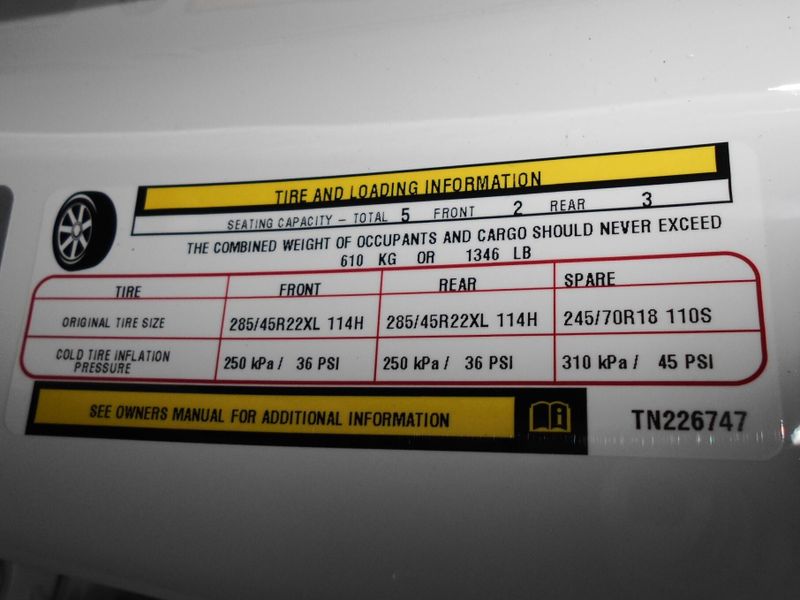 TIRE AND LOADING INFORMATION
SEATING CAPACITY – TOTAL 5 FRONT 2 REAR 3
THE COMBINED WEIGHT OF OCCUPANTS AND CARGO SHOULD NEVER EXCEED
610 KG OR 1346 LB
TIRE FRONT REAR SPARE
ORIGINAL TIRE SIZE 285/45R22XL 114H 285/45R22XL 114H 245/70R18 110S
COLD TIRE INFLATION PRESSURE 250 kPa / 36 PSI 250 kPa / 36 PSI 310 kPa / 45 PSI
SEE OWNERS MANUAL FOR ADDITIONAL INFORMATION
TN226747